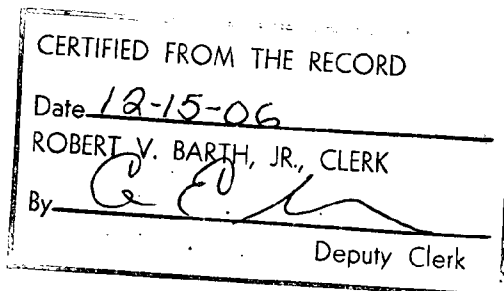 CERTIFIED FROM THE RECORD
Date 12-15-06
ROBERT V. BARTH, JR., CLERK
By
Deputy Clerk